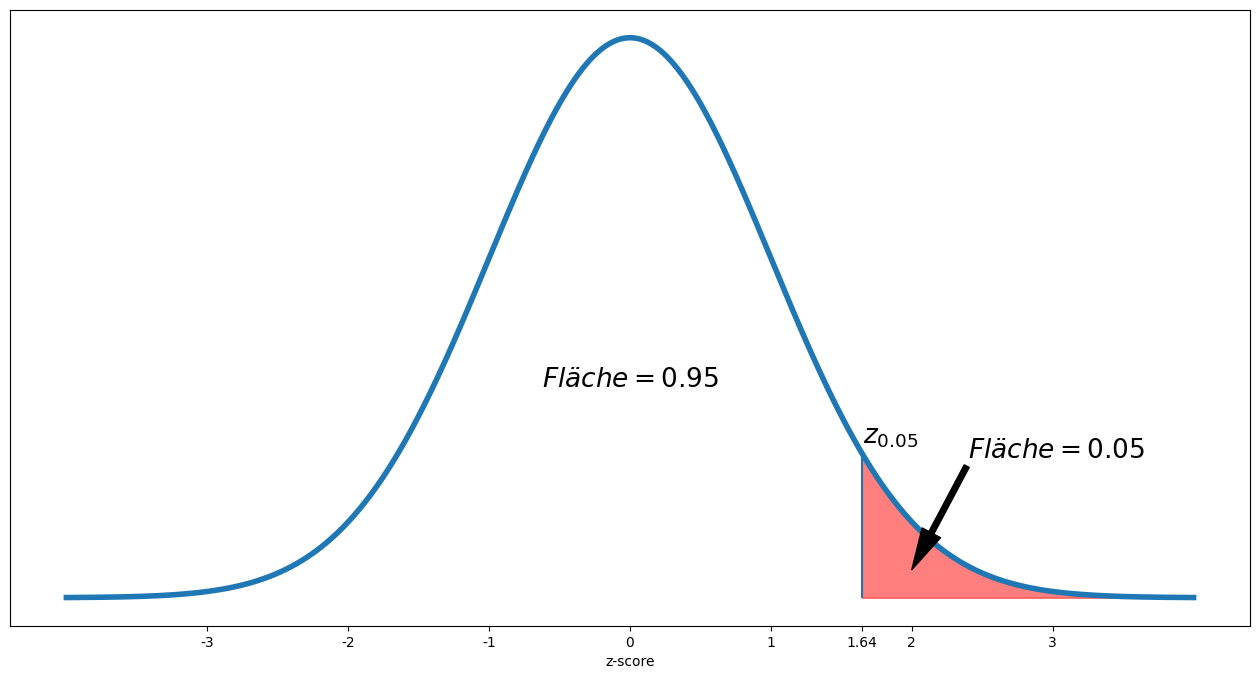 Fläche = 0.95
z0.05
Fläche = 0.05
-3 -2 -1 0 1 1.64 2 3
z-score